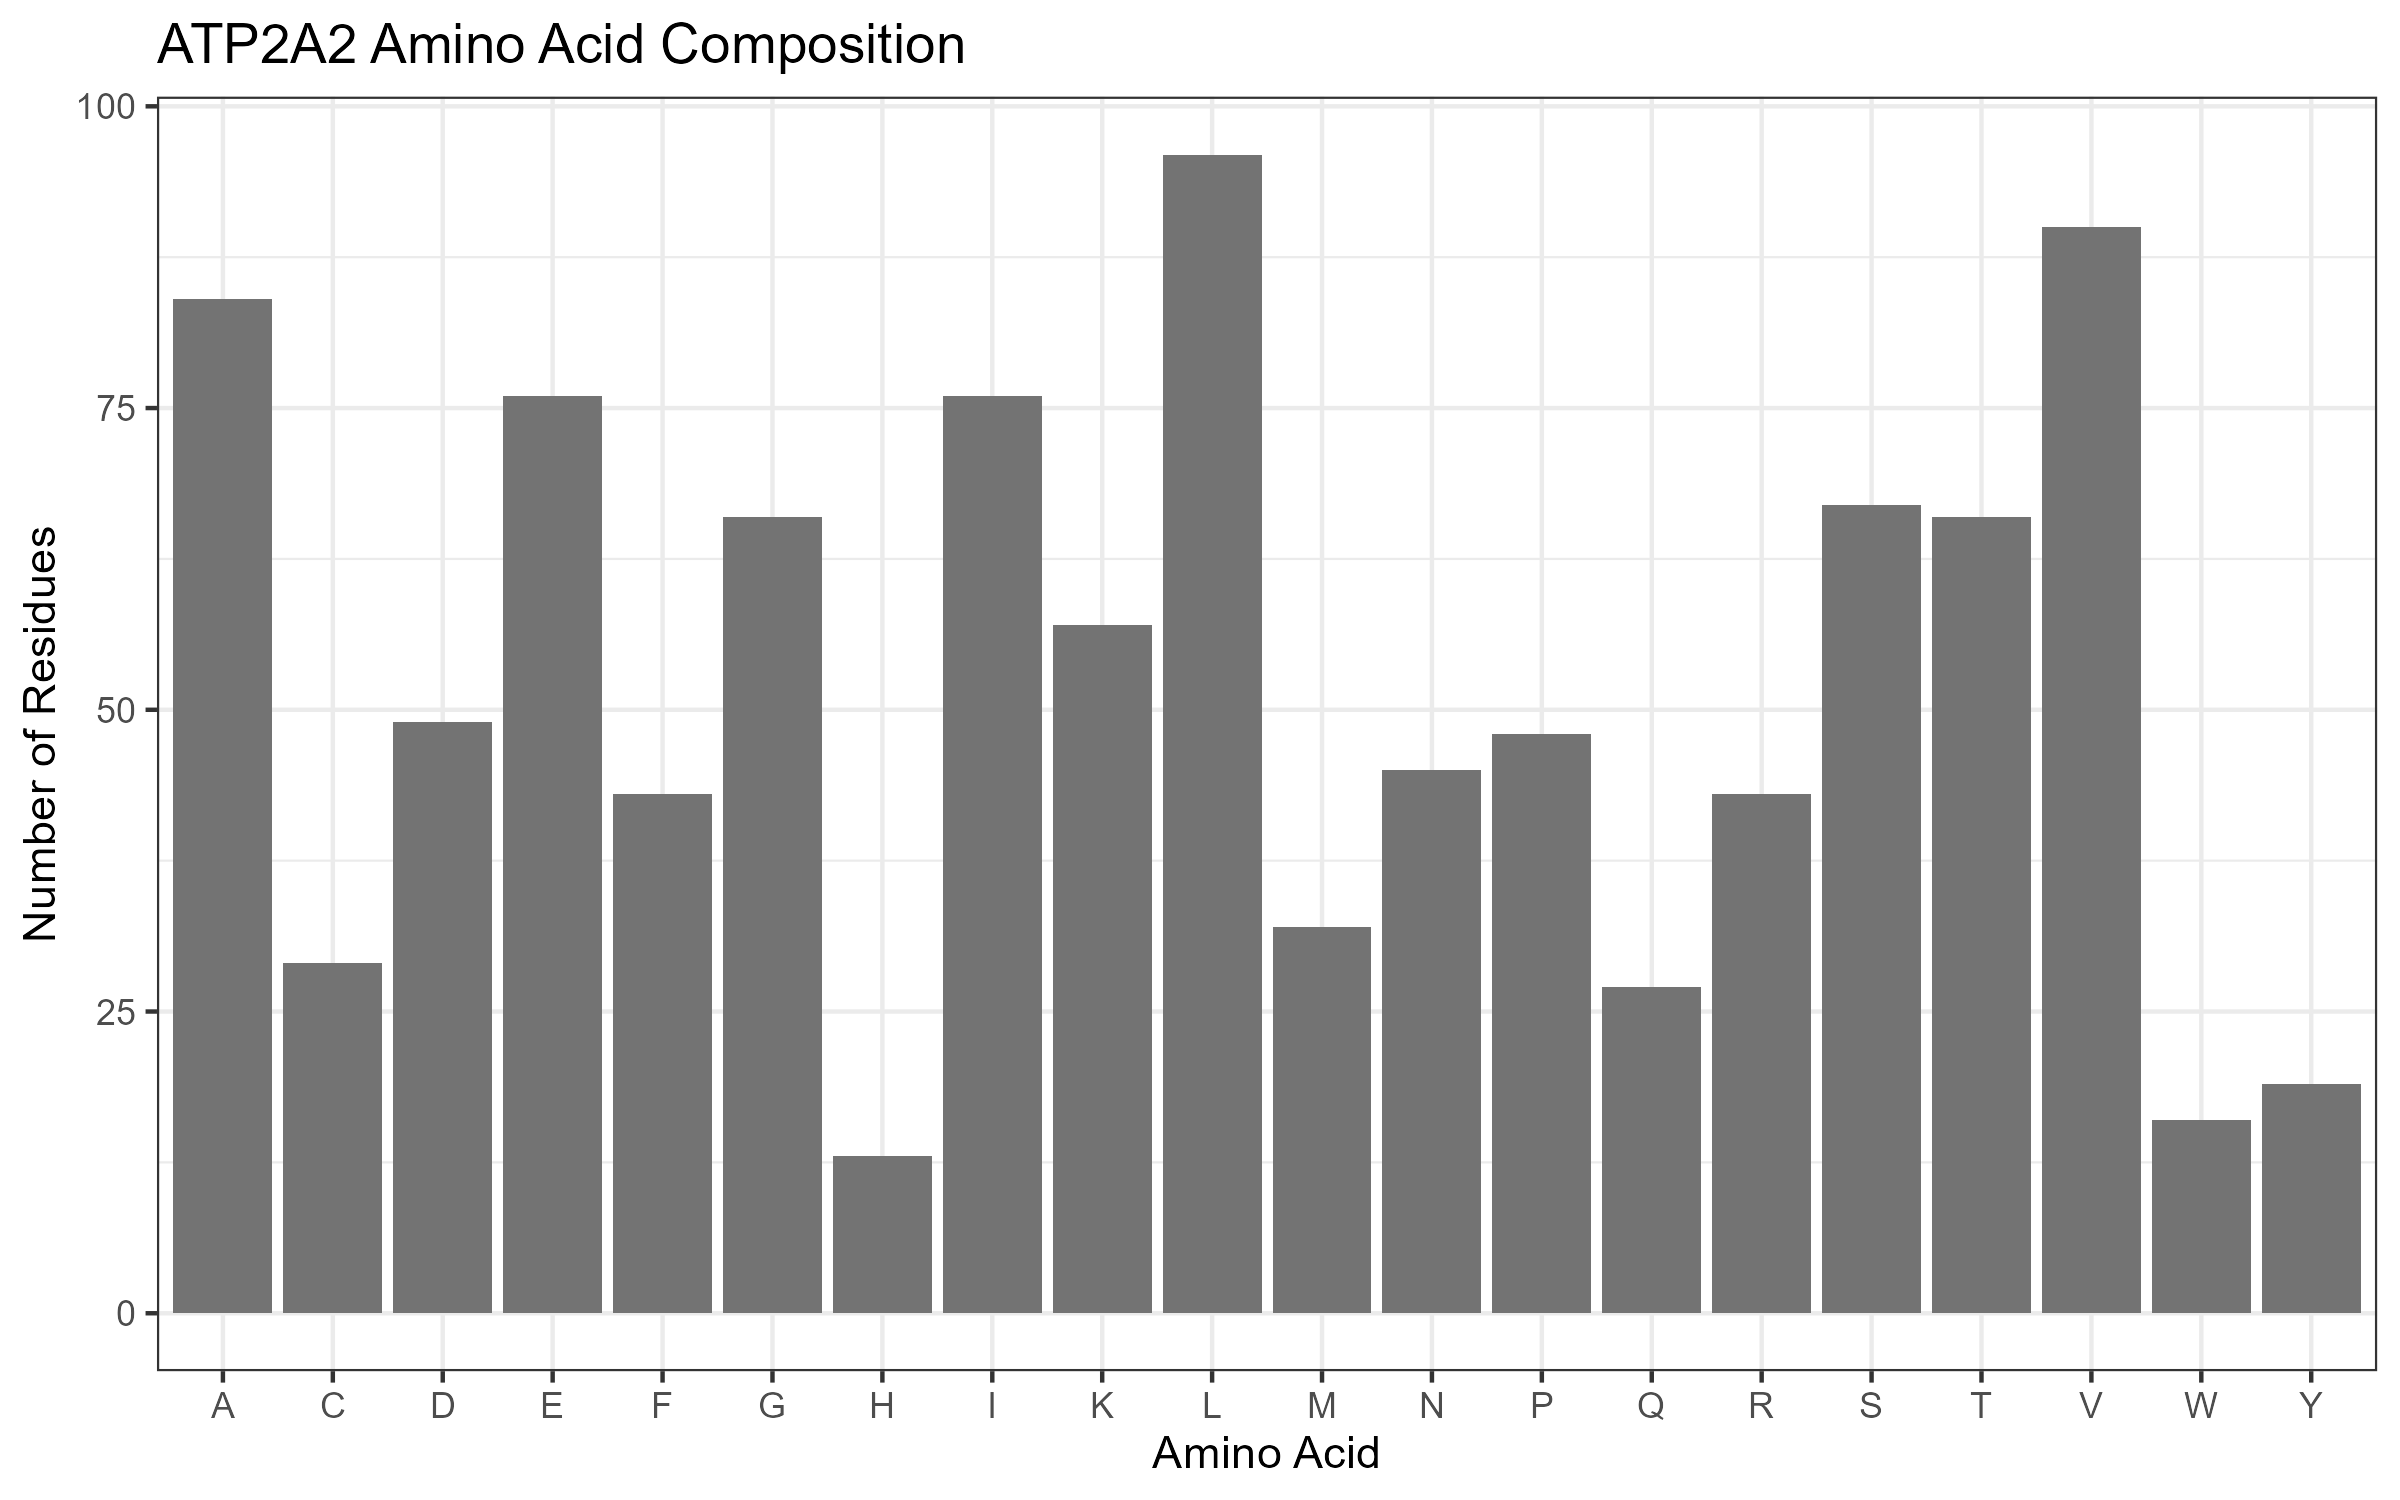 ATP2A2 Amino Acid Composition
Number of Residues
100
75
50
25
0
A C D E F G H I K L M N P Q R S T V W Y
Amino Acid